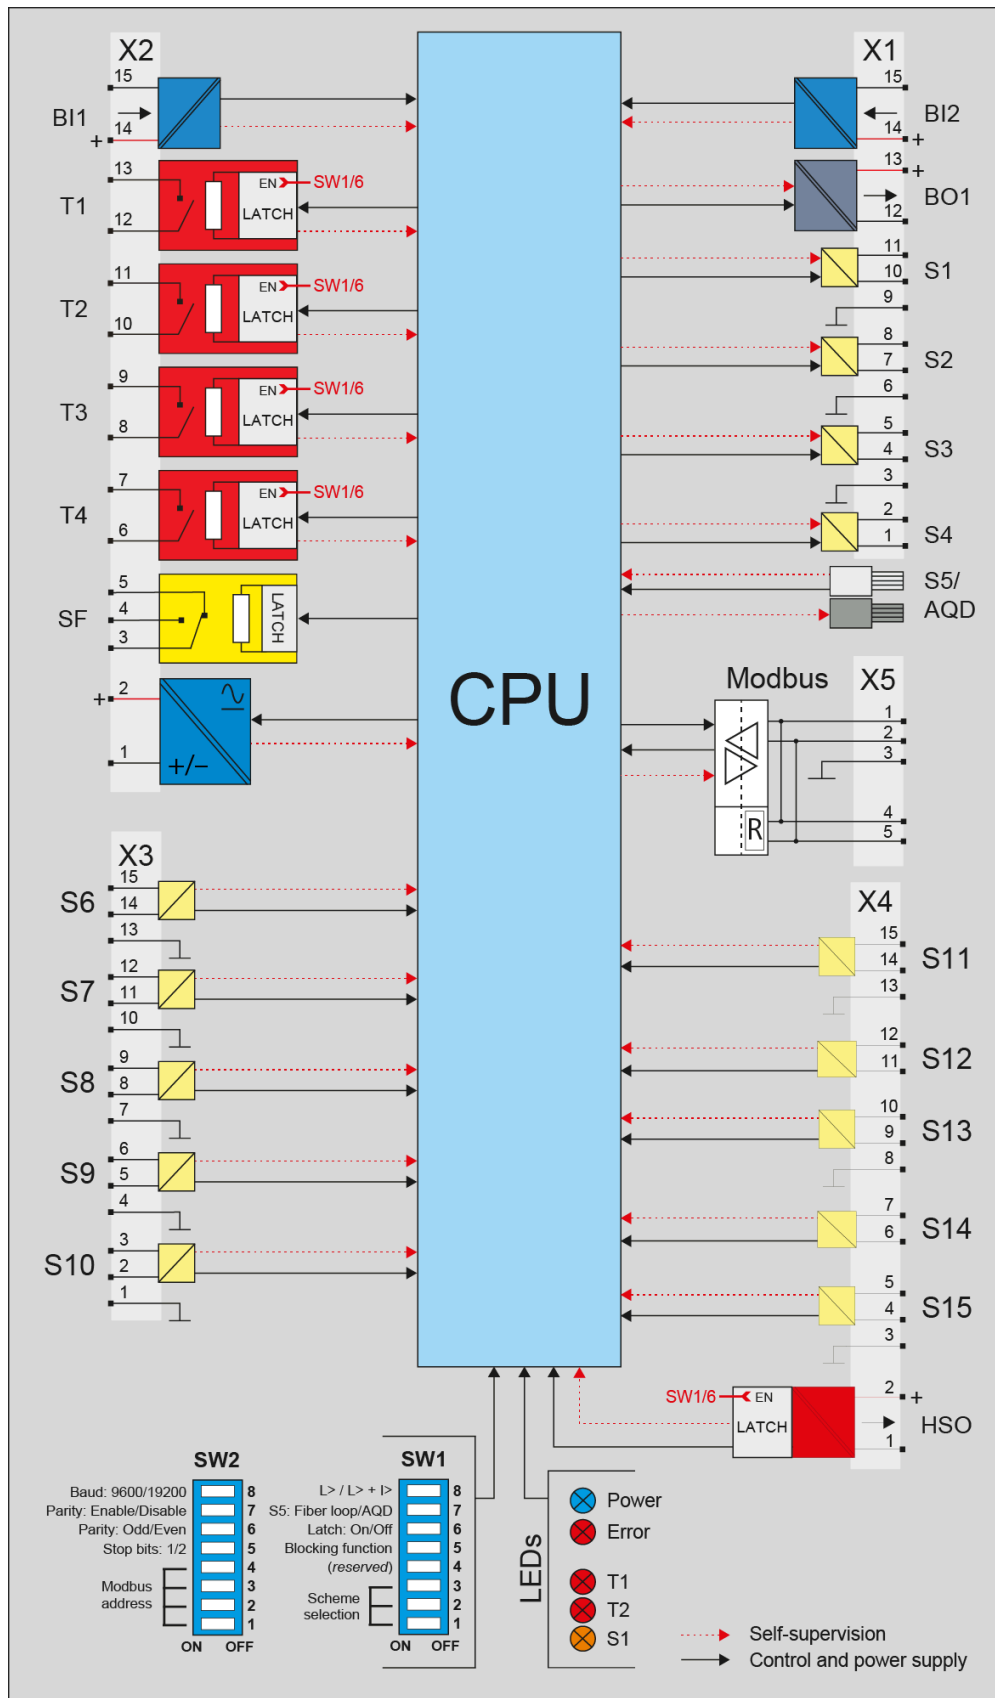 X2
15
BI1
14
+
13
T1
12
EN
SW1/6
LATCH
11
T2
10
EN
SW1/6
LATCH
9
T3
8
EN
SW1/6
LATCH
7
T4
6
EN
SW1/6
LATCH
5
SF
4
3
LATCH
2
+
1
+/−
CPU
X1
15
BI2
14
+
13
+
BO1
12
11
S1
10
9
8
S2
7
6
5
S3
4
3
2
S4
1
S5/
AQD
Modbus
X5
1
2
3
4
5
R
X3
15
S6
14
13
12
S7
11
10
9
S8
8
7
6
S9
5
4
3
S10
2
1
X4
15
S11
14
13
12
S12
11
10
S13
9
8
7
S14
6
5
S15
4
3
2
+
HSO
1
SW1/6
EN
LATCH
SW2
Baud: 9600/19200 8
Parity: Enable/Disable 7
Parity: Odd/Even 6
Stop bits: 1/2 5
4
Modbus 3
address 2
1
ON OFF
SW1
L> / L> + I> 8
S5: Fiber loop/AQD 7
Latch: On/Off 6
Blocking function 5
(reserved) 4
Scheme 3
selection 2
1
ON OFF
LEDs
Power
Error
T1
T2
S1
Self-supervision
Control and power supply